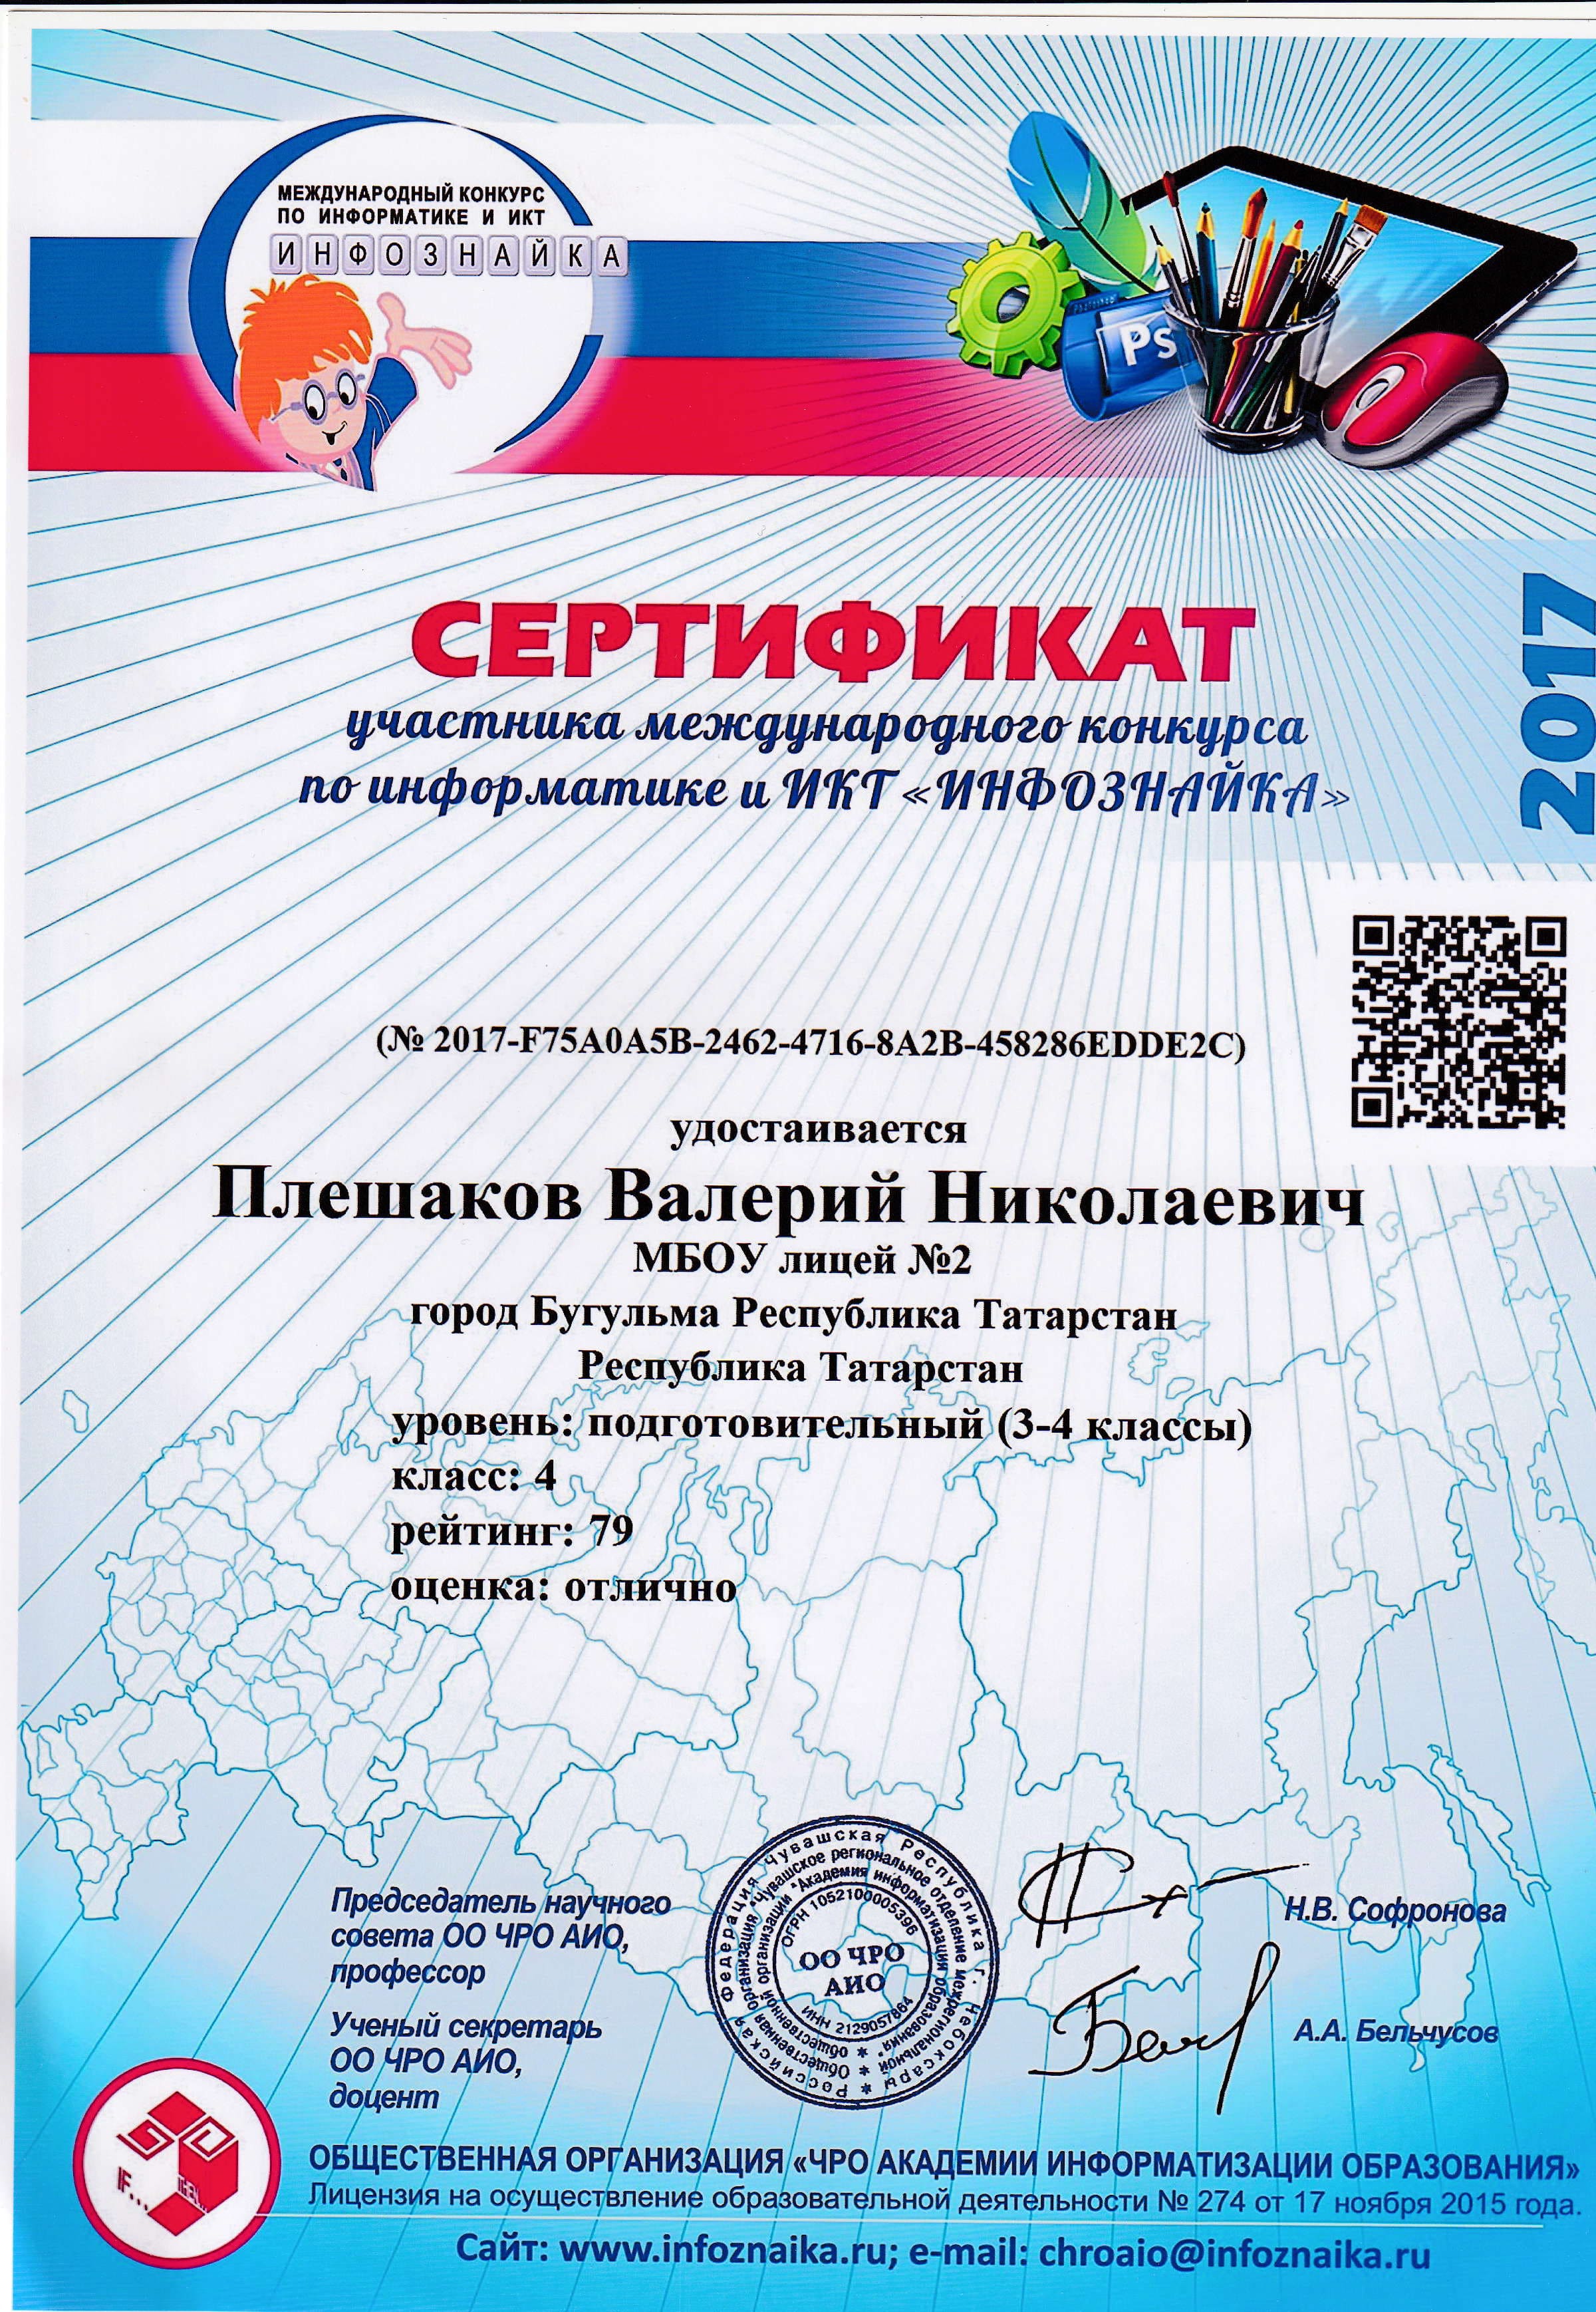 МЕЖДУНАРОДНЫЙ КОНКУРС
ПО ИНФОРМАТИКЕ И ИКТ
ИНФОЗНАЙКА
Ps
СЕРТИФИКАТ
участника международного конкурса
по информатике и ИКТ «ИНФОЗНАЙКА»
2017
(№ 2017-F75A0A5B-2462-4716-8A2B-458286EDDE2C)
удостаивается
Плешаков Валерий Николаевич
МБОУ лицей №2
город Бугульма Республика Татарстан
Республика Татарстан
уровень: подготовительный (3-4 классы)
класс: 4
рейтинг: 79
оценка: отлично
Председатель научного
совета ОО ЧРО АИО,
профессор
Н.В. Софронова
Ученый секретарь
ОО ЧРО АИО,
доцент
А.А. Бельчусов
Российская Федерация Чувашская Республика г. Чебоксары
Общественная организация "Чувашское региональное отделение межрегиональной
общественной организации "Академия информатизации образования"
ОГРН 1052100005396
ОО ЧРО
АИО
ИНН 2129057864
IF...
THEN...
ОБЩЕСТВЕННАЯ ОРГАНИЗАЦИЯ «ЧРО АКАДЕМИИ ИНФОРМАТИЗАЦИИ ОБРАЗОВАНИЯ»
Лицензия на осуществление образовательной деятельности № 274 от 17 ноября 2015 года.
Сайт: www.infoznaika.ru; e-mail: chroaio@infoznaika.ru